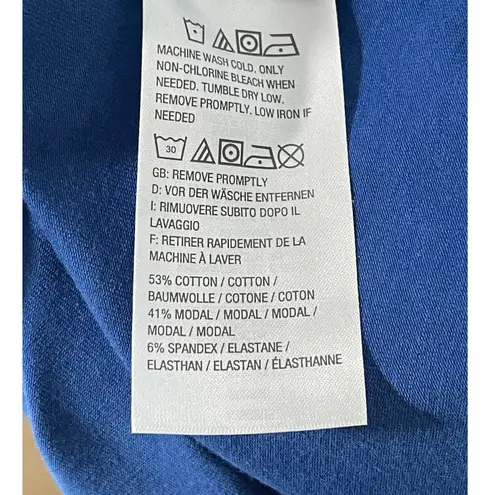 MACHINE WASH COLD. ONLY
NON-CHLORINE BLEACH WHEN
NEEDED. TUMBLE DRY LOW.
REMOVE PROMPTLY. LOW IRON IF
NEEDED
30
GB: REMOVE PROMPTLY
D: VOR DER WÄSCHE ENTFERNEN
I: RIMUOVERE SUBITO DOPO IL
LAVAGGIO
F: RETIRER RAPIDEMENT DE LA
MACHINE À LAVER
53% COTTON / COTTON /
BAUMWOLLE / COTONE / COTON
41% MODAL / MODAL / MODAL /
MODAL / MODAL
6% SPANDEX / ELASTANE /
ELASTHAN / ELASTAN / ÉLASTHANNE